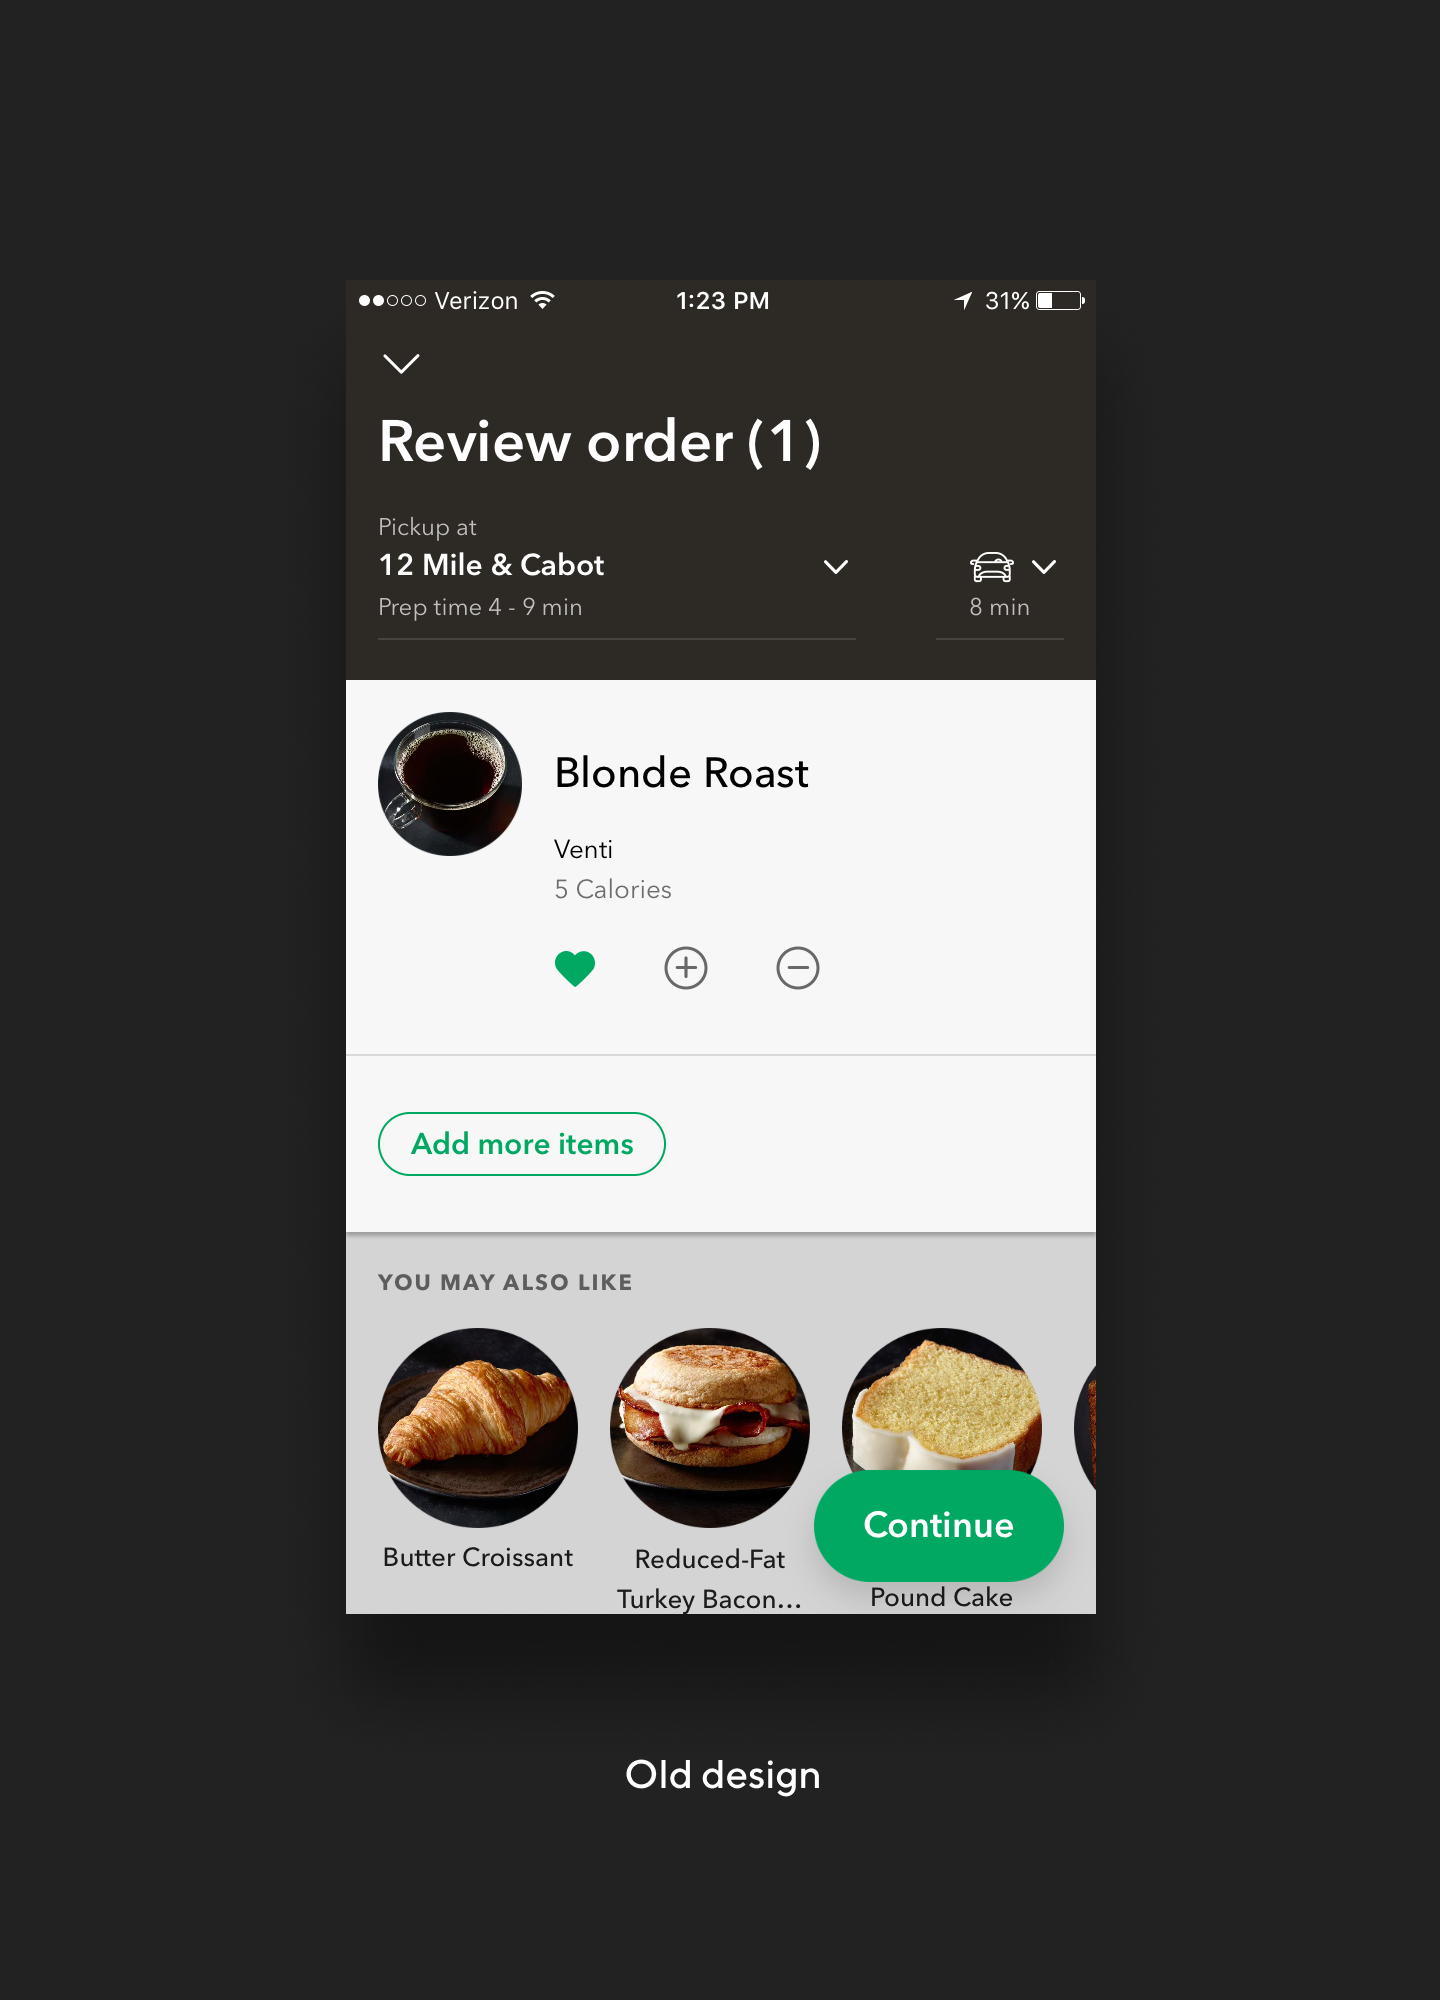 Verizon 1:23 PM 31%
Review order (1)
Pickup at
12 Mile & Cabot
Prep time 4 - 9 min
8 min
Blonde Roast
Venti
5 Calories
Add more items
YOU MAY ALSO LIKE
Butter Croissant
Reduced-Fat
Turkey Bacon...
Pound Cake
Continue
Old design